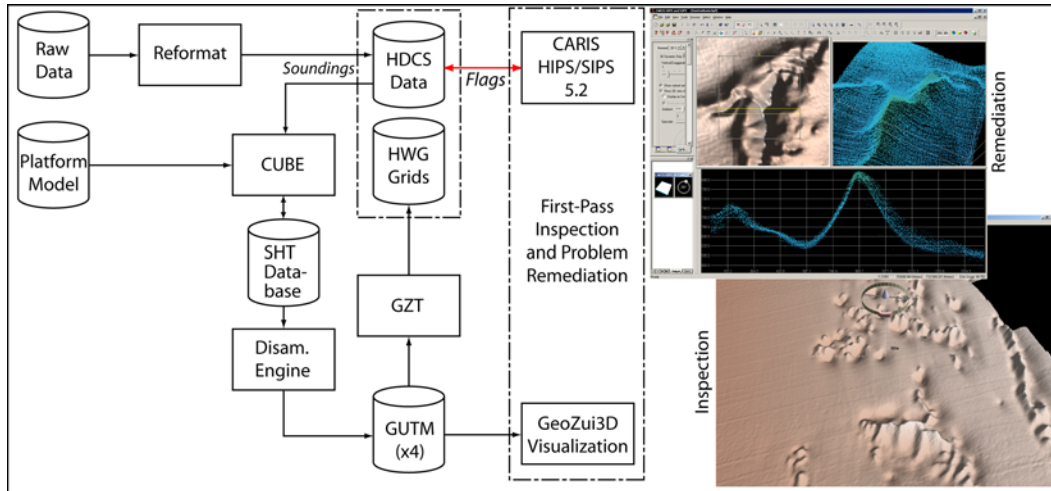 Raw
Data
Reformat
Soundings
HDCS
Data
Flags
CARIS
HIPS/SIPS
5.2
Platform
Model
CUBE
HWG
Grids
First-Pass
Inspection
and Problem
Remediation
SHT
Data-
base
GZT
Disam.
Engine
GUTM
(x4)
GeoZui3D
Visualization
Remediation
Inspection